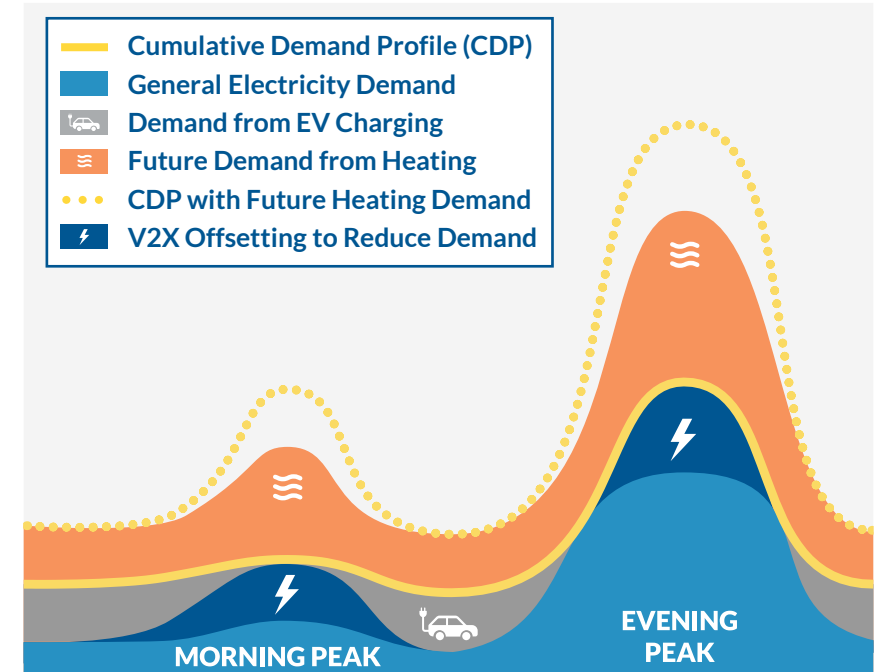 Cumulative Demand Profile (CDP)
General Electricity Demand
Demand from EV Charging
Future Demand from Heating
CDP with Future Heating Demand
V2X Offsetting to Reduce Demand
MORNING PEAK
EVENING
PEAK